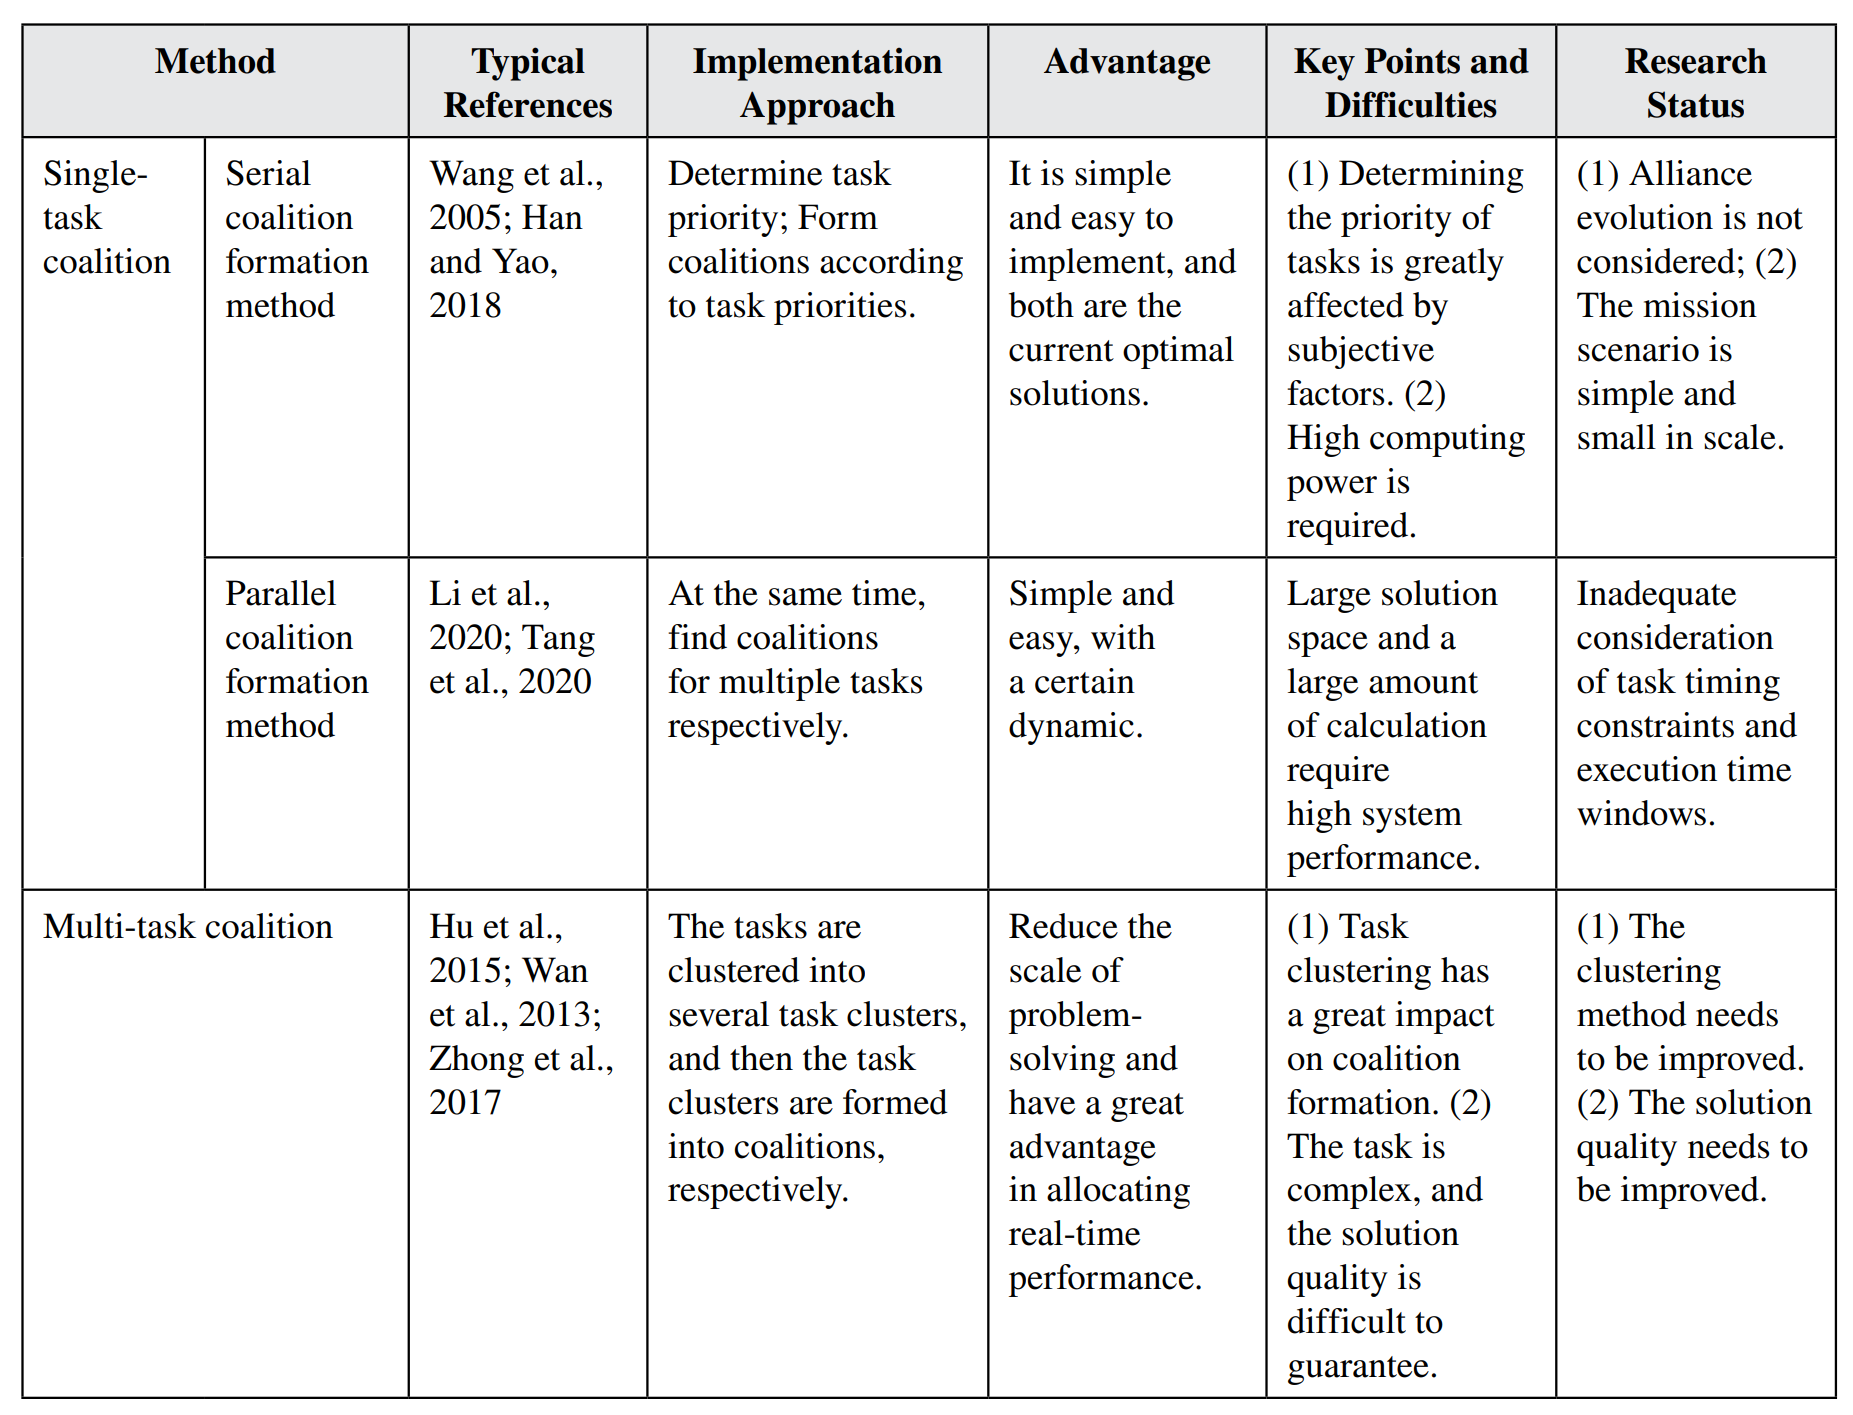 Method
Typical
References
Implementation
Approach
Advantage
Key Points and
Difficulties
Research
Status
Single-
task
coalition
Serial
coalition
formation
method
Wang et al.,
2005; Han
and Yao,
2018
Determine task
priority; Form
coalitions according
to task priorities.
It is simple
and easy to
implement, and
both are the
current optimal
solutions.
(1) Determining
the priority of
tasks is greatly
affected by
subjective
factors. (2)
High computing
power is
required.
(1) Alliance
evolution is not
considered; (2)
The mission
scenario is
simple and
small in scale.
Parallel
coalition
formation
method
Li et al.,
2020; Tang
et al., 2020
At the same time,
find coalitions
for multiple tasks
respectively.
Simple and
easy, with
a certain
dynamic.
Large solution
space and a
large amount
of calculation
require
high system
performance.
Inadequate
consideration
of task timing
constraints and
execution time
windows.
Multi-task coalition
Hu et al.,
2015; Wan
et al., 2013;
Zhong et al.,
2017
The tasks are
clustered into
several task clusters,
and then the task
clusters are formed
into coalitions,
respectively.
Reduce the
scale of
problem-
solving and
have a great
advantage
in allocating
real-time
performance.
(1) Task
clustering has
a great impact
on coalition
formation. (2)
The task is
complex, and
the solution
quality is
difficult to
guarantee.
(1) The
clustering
method needs
to be improved.
(2) The solution
quality needs to
be improved.